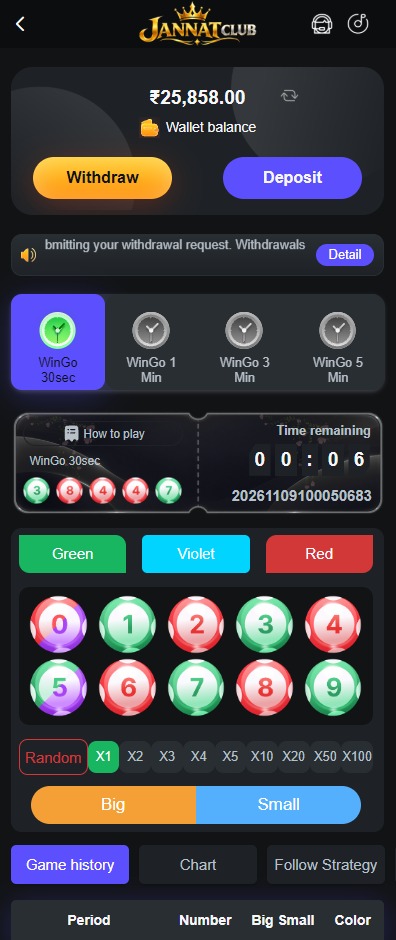 JANNAT CLUB
₹25,858.00
Wallet balance
Withdraw Deposit
bmitting your withdrawal request. Withdrawals Detail
WinGo 30sec
WinGo 1 Min
WinGo 3 Min
WinGo 5 Min
How to play
WinGo 30sec
3 8 4 4 7
Time remaining
0 0 : 0 6
20261109100050683
Green Violet Red
0 1 2 3 4
5 6 7 8 9
Random X1 X2 X3 X4 X5 X10 X20 X50 X100
Big Small
Game history Chart Follow Strategy
Period Number Big Small Color